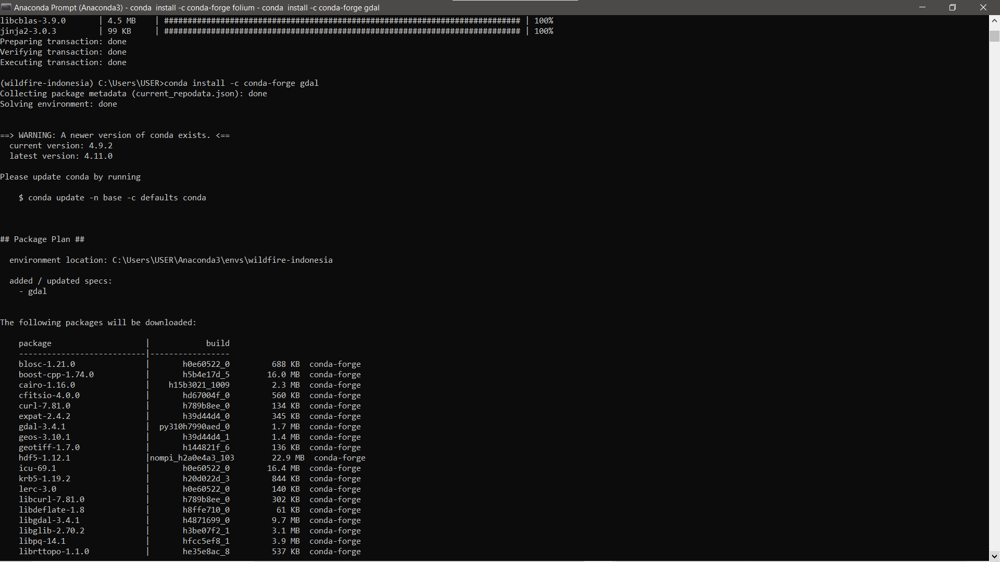 Anaconda Prompt (Anaconda3) - conda  install -c conda-forge folium - conda  install -c conda-forge gdal
libcblas-3.9.0       | 4.5 MB    | ############################################################################ | 100%
jinja2-3.0.3         | 99 KB     | ############################################################################ | 100%
Preparing transaction: done
Verifying transaction: done
Executing transaction: done
(wildfire-indonesia) C:\Users\USER>conda install -c conda-forge gdal
Collecting package metadata (current_repodata.json): done
Solving environment: done
==> WARNING: A newer version of conda exists. <==
  current version: 4.9.2
  latest version: 4.11.0
Please update conda by running
    $ conda update -n base -c defaults conda
## Package Plan ##
  environment location: C:\Users\USER\Anaconda3\envs\wildfire-indonesia
  added / updated specs:
    - gdal
The following packages will be downloaded:
    package                    |            build
    ---------------------------|-----------------
    blosc-1.21.0               |       h0e60522_0         688 KB  conda-forge
    boost-cpp-1.74.0           |       h5b4e17d_5        16.0 MB  conda-forge
    cairo-1.16.0               |    h15b3021_1009         2.3 MB  conda-forge
    cfitsio-4.0.0              |       hd67004f_0         560 KB  conda-forge
    curl-7.81.0                |       h789b8ee_0         134 KB  conda-forge
    expat-2.4.2                |       h39d44d4_0         345 KB  conda-forge
    gdal-3.4.1                 |  py310h7990aed_0         1.7 MB  conda-forge
    geos-3.10.1                |       h39d44d4_1         1.4 MB  conda-forge
    geotiff-1.7.0              |       h144821f_6         136 KB  conda-forge
    hdf5-1.12.1                |nompi_h2a0e4a3_103        22.9 MB  conda-forge
    icu-69.1                   |       h0e60522_0        16.4 MB  conda-forge
    krb5-1.19.2                |       h20d022d_3         844 KB  conda-forge
    lerc-3.0                   |       h0e60522_0         140 KB  conda-forge
    libcurl-7.81.0             |       h789b8ee_0         302 KB  conda-forge
    libdeflate-1.8             |       h8ffe710_0          61 KB  conda-forge
    libgdal-3.4.1              |       h4871699_0         9.7 MB  conda-forge
    libglib-2.70.2             |       h3be07f2_1         3.1 MB  conda-forge
    libpq-14.1                 |       hfcc5ef8_1         3.9 MB  conda-forge
    librttopo-1.1.0            |       he35e8ac_8         537 KB  conda-forge